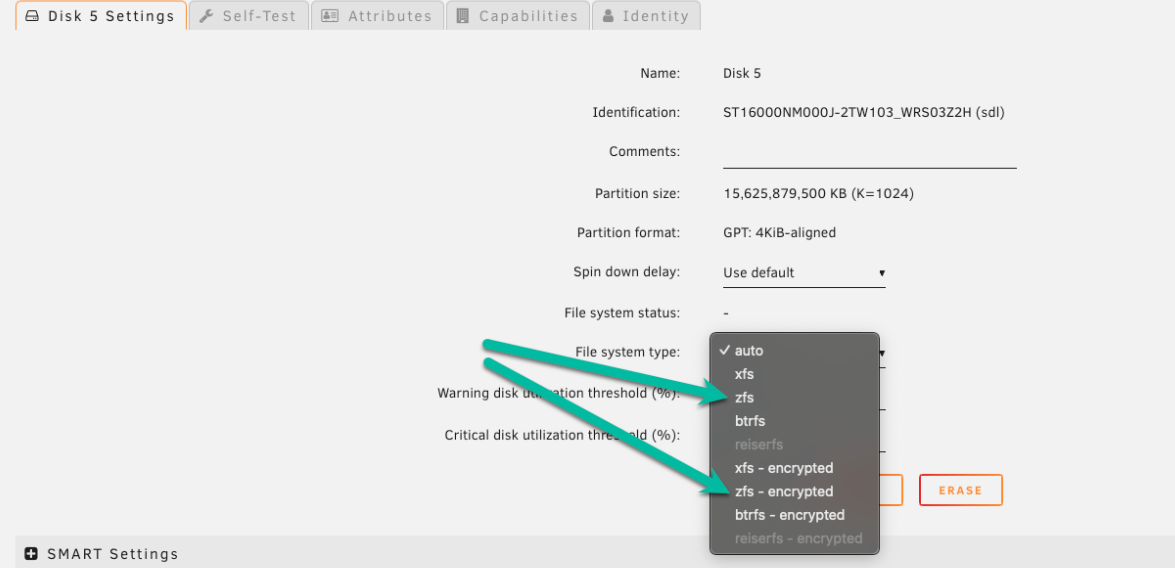 Disk 5 Settings Self-Test Attributes Capabilities Identity
Name: Disk 5
Identification: ST16000NM000J-2TW103_WRS03Z2H (sdl)
Comments:
Partition size: 15,625,879,500 KB (K=1024)
Partition format: GPT: 4KiB-aligned
Spin down delay: Use default
File system status: -
File system type: auto
xfs
Warning disk utilization threshold (%): zfs
btrfs
Critical disk utilization threshold (%): reiserfs
xfs - encrypted
zfs - encrypted ERASE
btrfs - encrypted
reiserfs - encrypted
SMART Settings